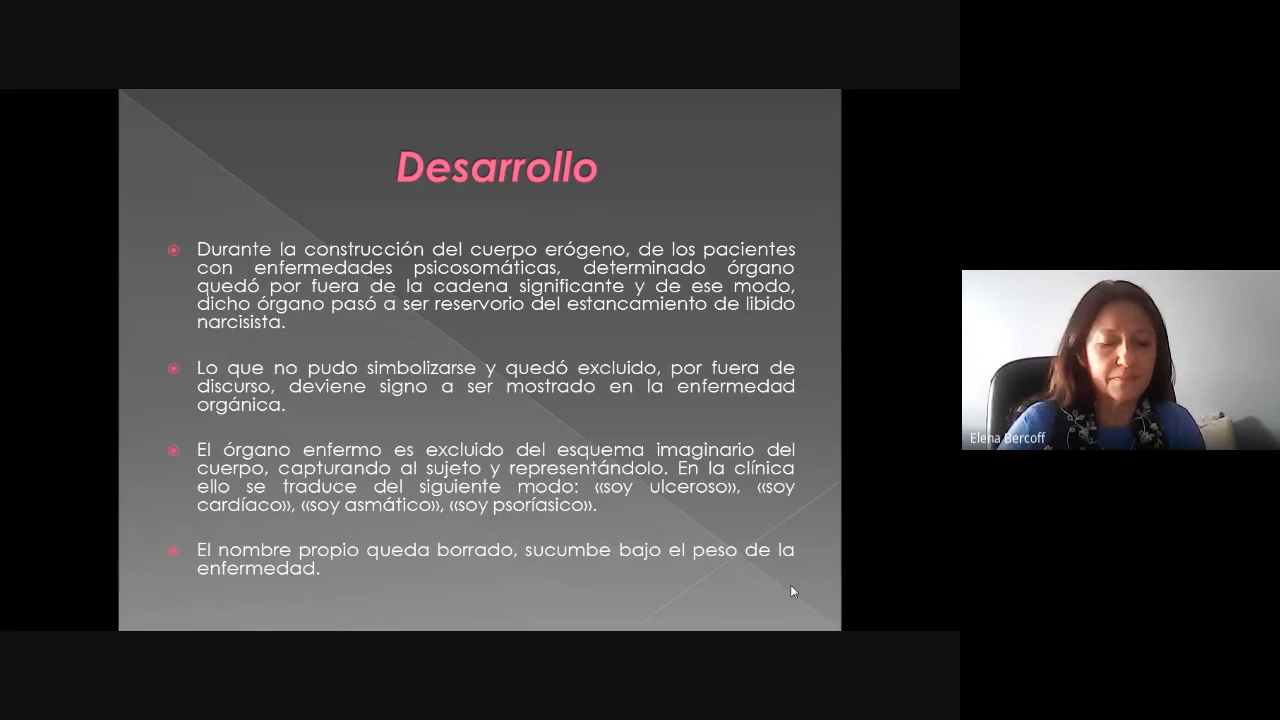 Desarrollo
Durante la construcción del cuerpo erógeno, de los pacientes
con enfermedades psicosomáticas, determinado órgano
quedó por fuera de la cadena significante y de ese modo,
dicho órgano pasó a ser reservorio del estancamiento de libido
narcisista.
Lo que no pudo simbolizarse y quedó excluido, por fuera de
discurso, deviene signo a ser mostrado en la enfermedad
orgánica.
El órgano enfermo es excluido del esquema imaginario del
cuerpo, capturando al sujeto y representándolo. En la clínica
ello se traduce del siguiente modo: «soy ulceroso», «soy
cardíaco», «soy asmático», «soy psoríasico».
El nombre propio queda borrado, sucumbe bajo el peso de la
enfermedad.
Elena Bercoff